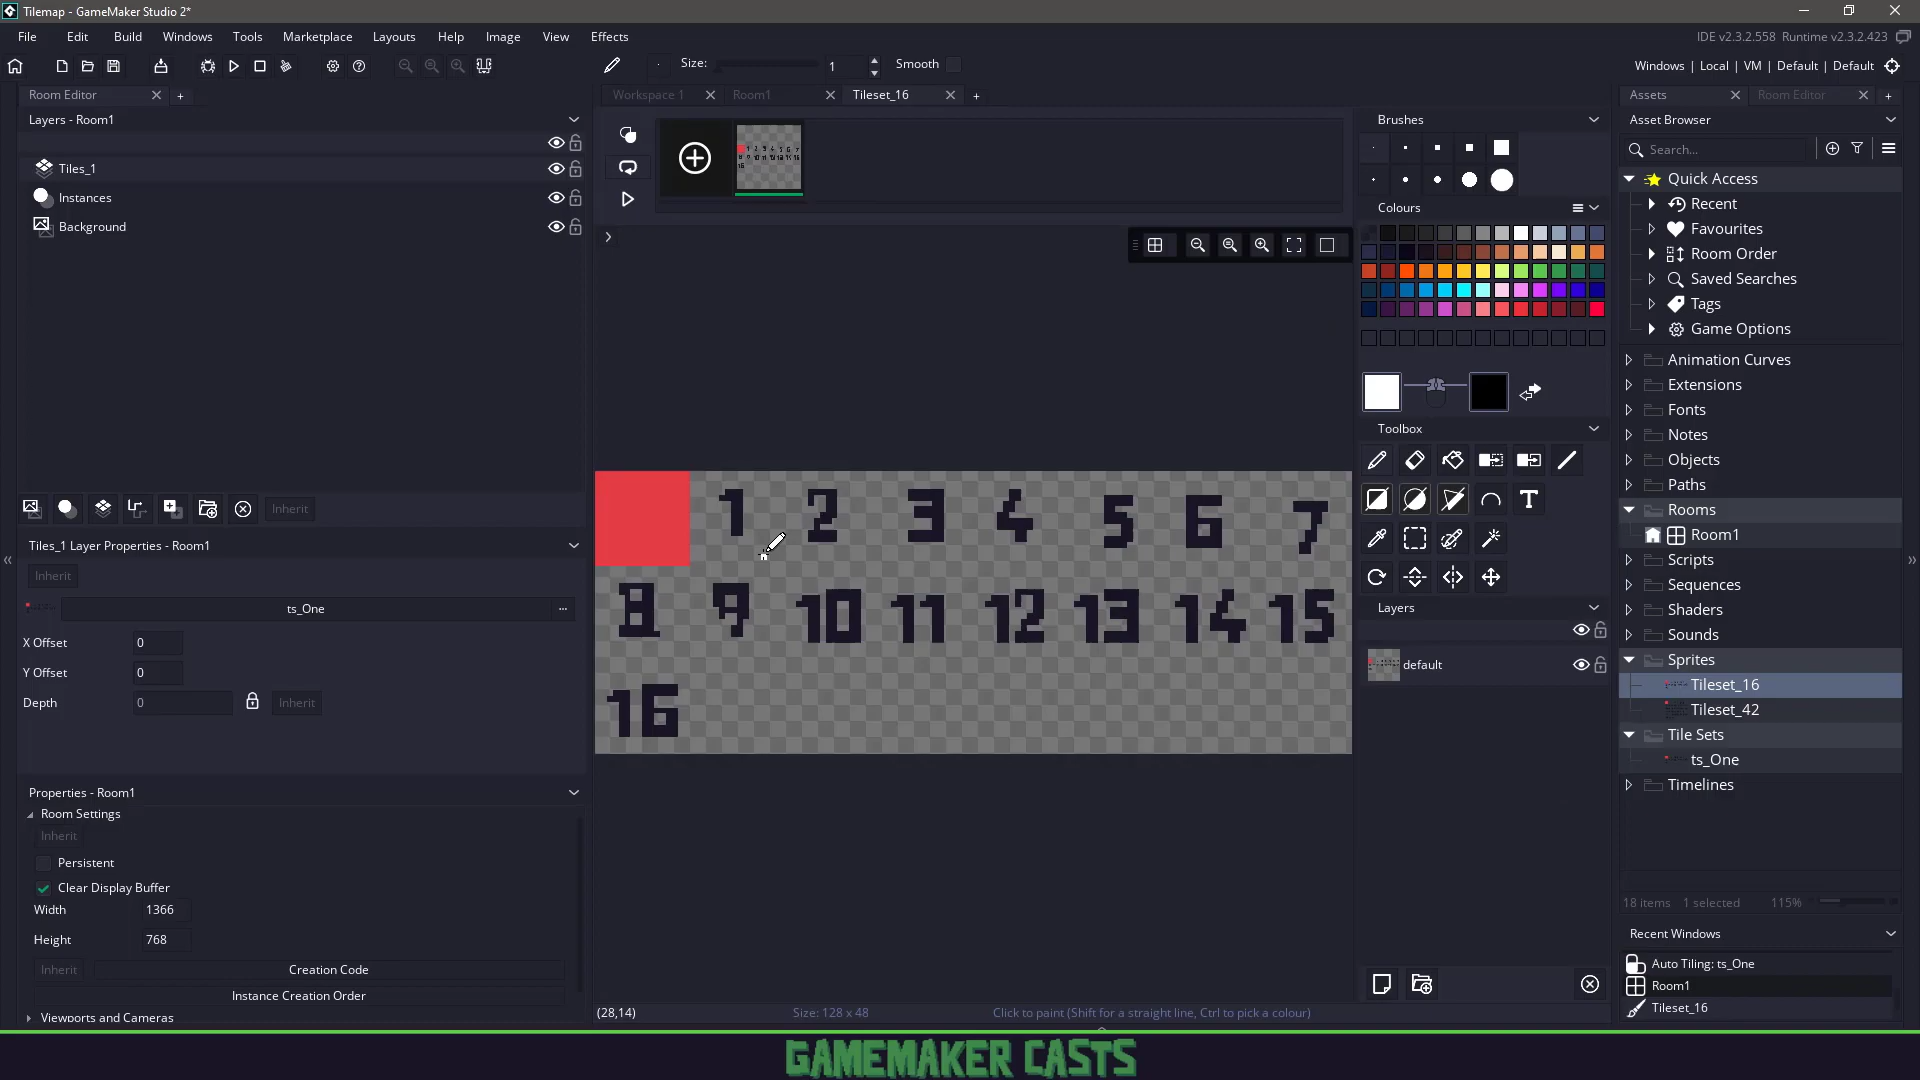 Tilemap - GameMaker Studio 2*
File Edit Build Windows Tools Marketplace Layouts Help Image View Effects
IDE v2.3.2.558 Runtime v2.3.2.423
Size: 1 Smooth
Windows | Local | VM | Default | Default
Room Editor
Workspace 1 Room1 Tileset_16
Assets Room Editor
Layers - Room1
Brushes
Asset Browser
Search...
Tiles_1
Instances
Background
Colours
Quick Access
Recent
Favourites
Room Order
Saved Searches
Tags
Game Options
Animation Curves
Extensions
Fonts
Notes
Objects
Paths
Rooms
Room1
Scripts
Sequences
Shaders
Sounds
Sprites
Tileset_16
Tileset_42
Tile Sets
ts_One
Timelines
Toolbox
T
Layers
default
1 2 3 4 5 6 7
8 9 10 11 12 13 14 15
16
Inherit
Tiles_1 Layer Properties - Room1
Inherit
ts_One
...
X Offset 0
Y Offset 0
Depth 0 Inherit
Properties - Room1
Room Settings
Inherit
Persistent
Clear Display Buffer
Width 1366
Height 768
Inherit Creation Code
Instance Creation Order
Viewports and Cameras
18 items 1 selected 115%
Recent Windows
Auto Tiling: ts_One
Room1
Tileset_16
(28,14) Size: 128 x 48 Click to paint (Shift for a straight line, Ctrl to pick a colour)
GAMEMAKER CASTS